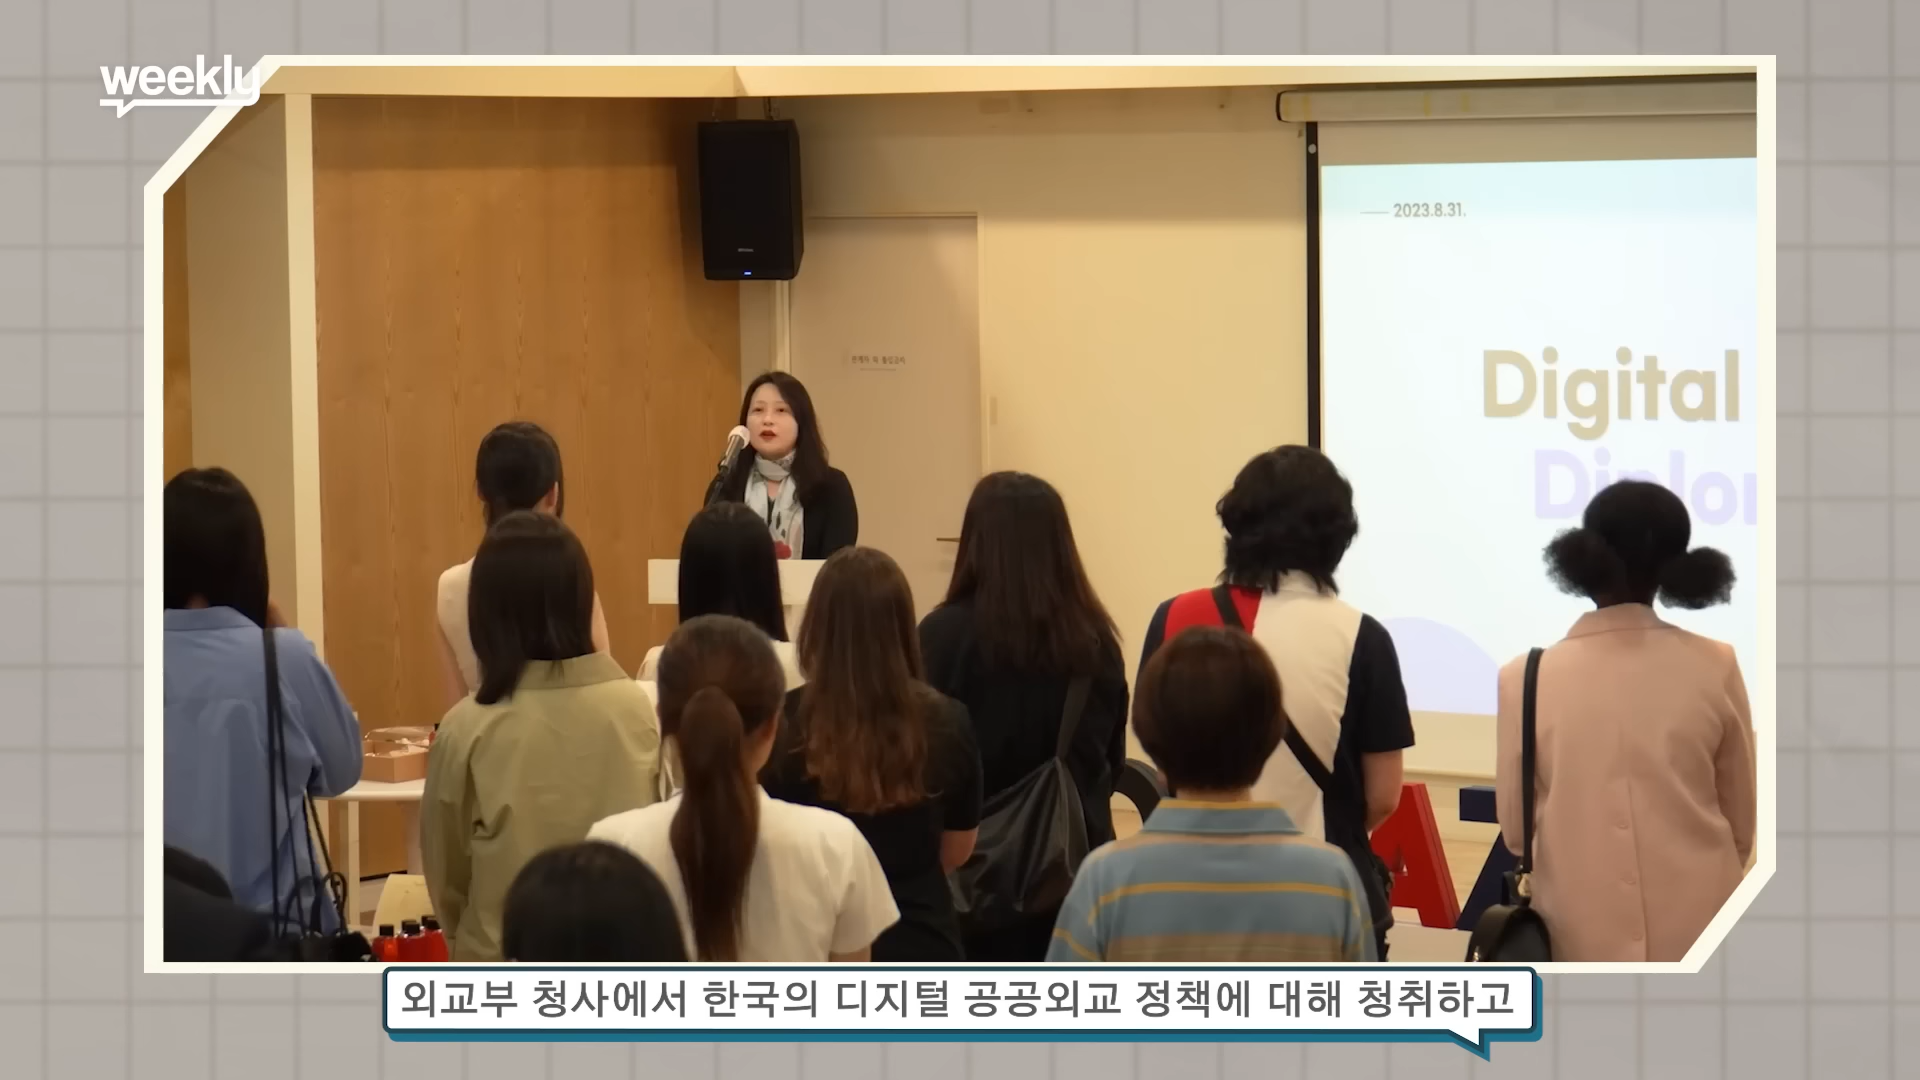 weekly
2023.8.31.
Digital
외교부 청사에서 한국의 디지털 공공외교 정책에 대해 청취하고